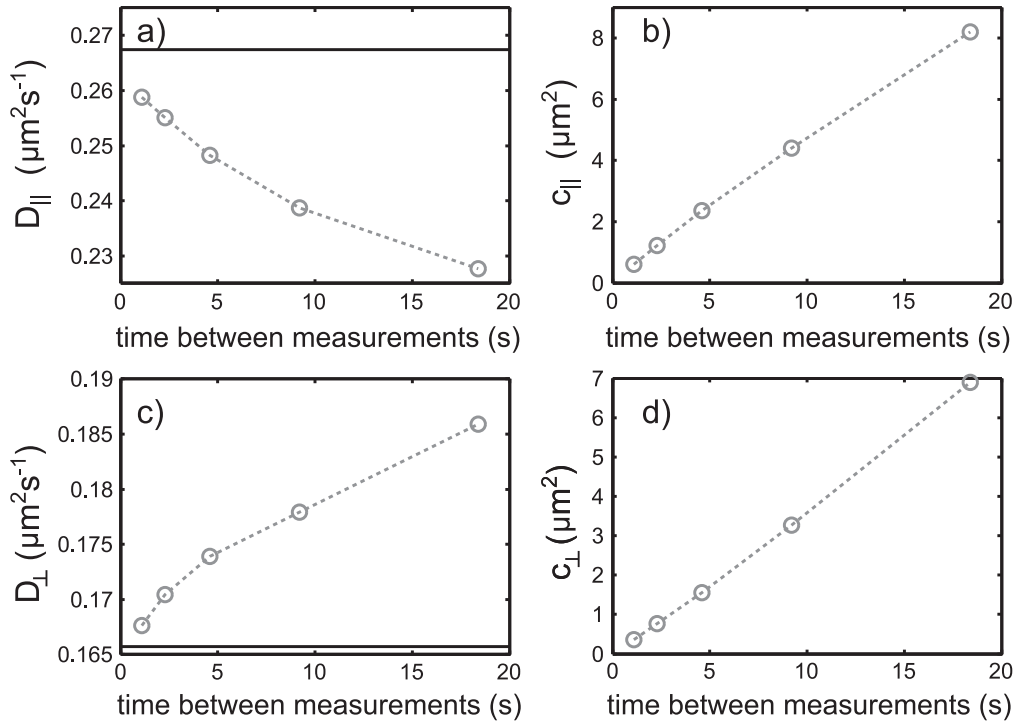 a)
0.27
0.26
0.25
0.24
0.23
D|| (µm²s⁻¹)
0 5 10 15 20
time between measurements (s)
b)
8
6
4
2
0
c|| (µm²)
0 5 10 15 20
time between measurements (s)
c)
0.19
0.185
0.18
0.175
0.17
0.165
D⊥ (µm²s⁻¹)
0 5 10 15 20
time between measurements (s)
d)
7
6
5
4
3
2
1
0
c⊥ (µm²)
0 5 10 15 20
time between measurements (s)